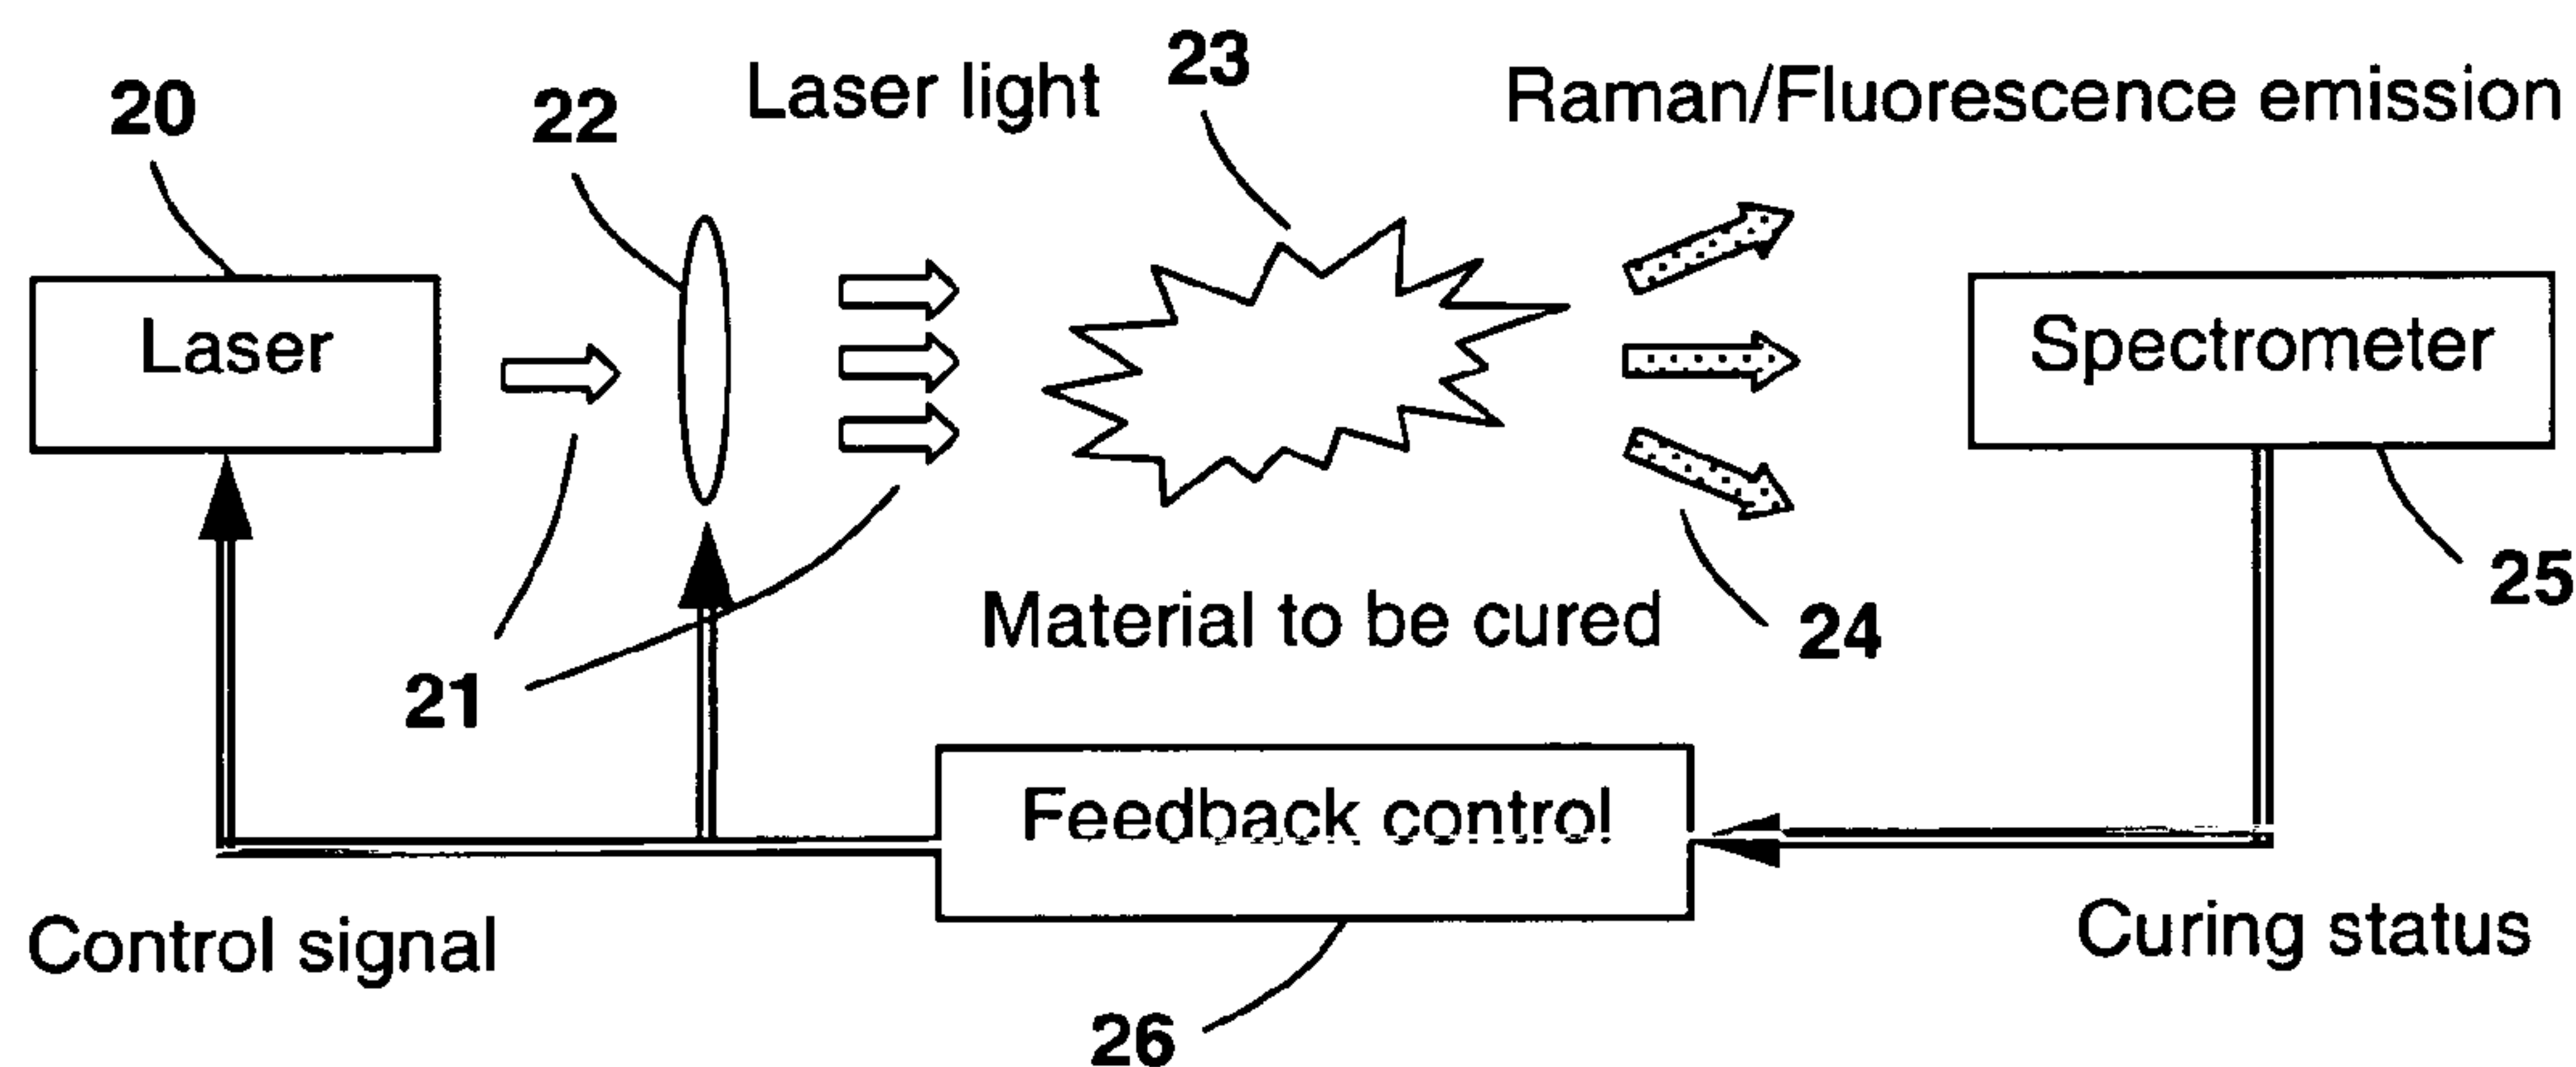 20
22
Laser light
23
Raman/Fluorescence emission
Laser
Spectrometer
21
Material to be cured
24
25
Feedback control
Control signal
Curing status
26